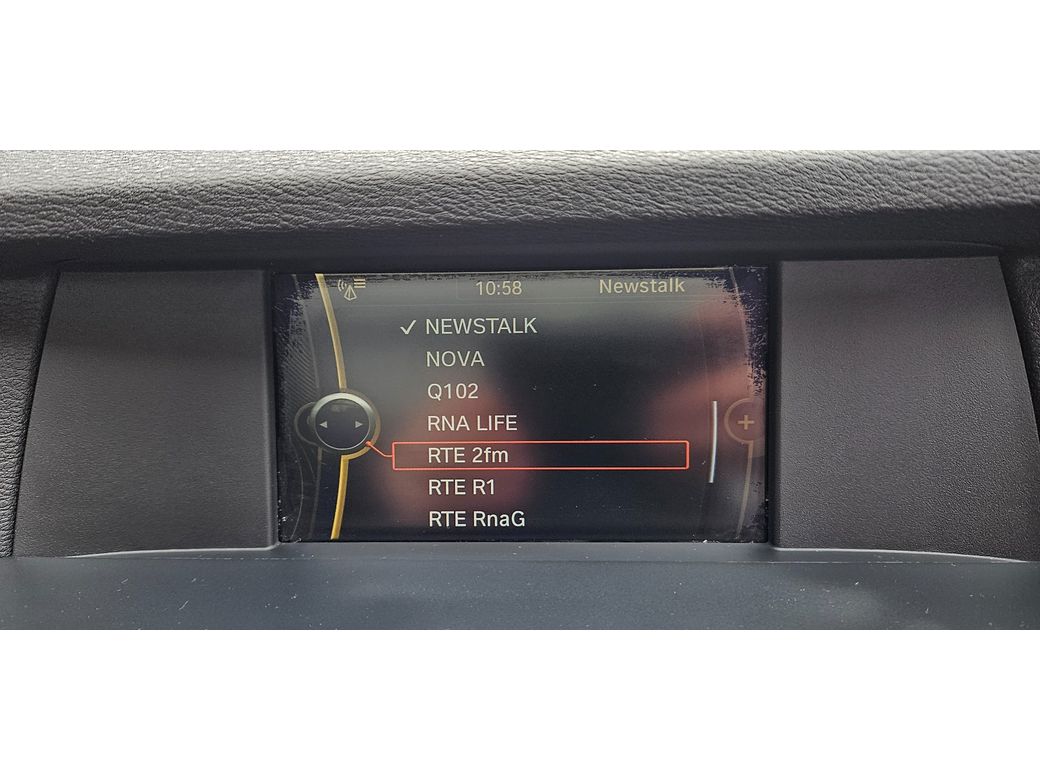 10:58 Newstalk
✓ NEWSTALK
NOVA
Q102
RNA LIFE
RTE 2fm
RTE R1
RTE RnaG